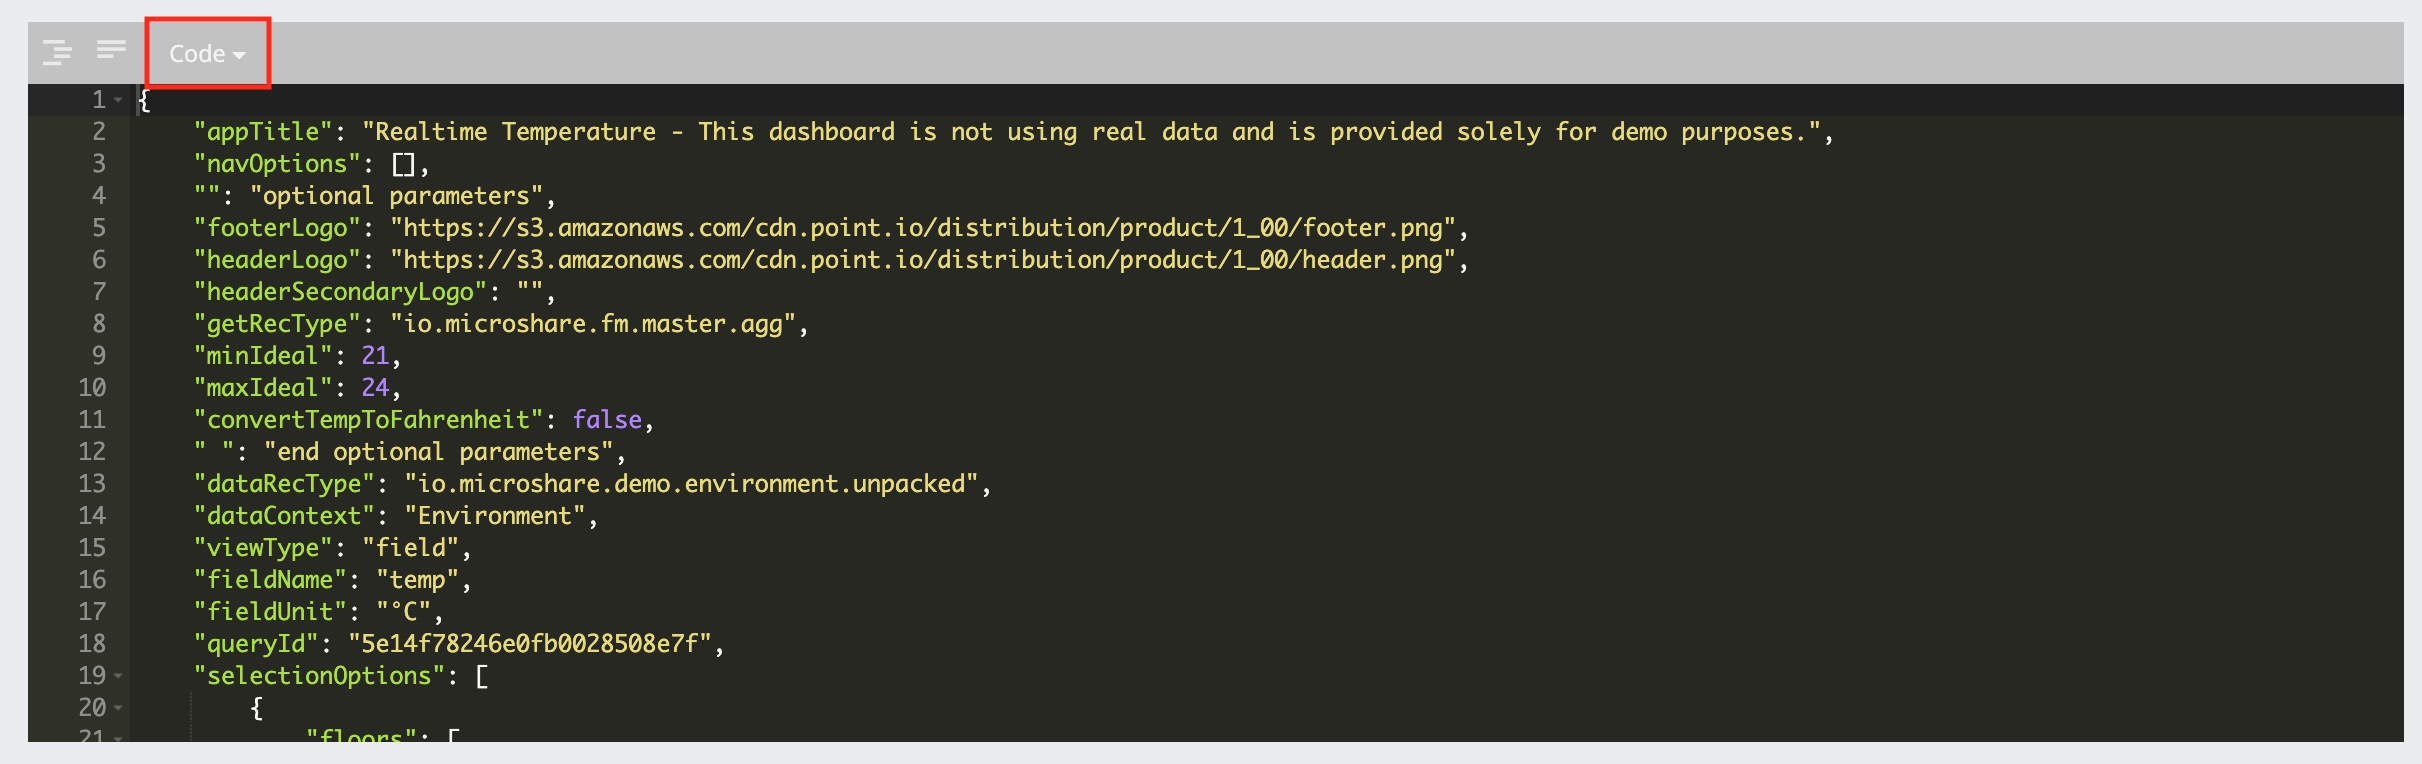 Code
1 {
2 "appTitle": "Realtime Temperature - This dashboard is not using real data and is provided solely for demo purposes.",
3 "navOptions": [],
4 "": "optional parameters",
5 "footerLogo": "https://s3.amazonaws.com/cdn.point.io/distribution/product/1_00/footer.png",
6 "headerLogo": "https://s3.amazonaws.com/cdn.point.io/distribution/product/1_00/header.png",
7 "headerSecondaryLogo": "",
8 "getRecType": "io.microshare.fm.master.agg",
9 "minIdeal": 21,
10 "maxIdeal": 24,
11 "convertTempToFahrenheit": false,
12 " ": "end optional parameters",
13 "dataRecType": "io.microshare.demo.environment.unpacked",
14 "dataContext": "Environment",
15 "viewType": "field",
16 "fieldName": "temp",
17 "fieldUnit": "°C",
18 "queryId": "5e14f78246e0fb0028508e7f",
19 "selectionOptions": [
20 {
21 "floors": [